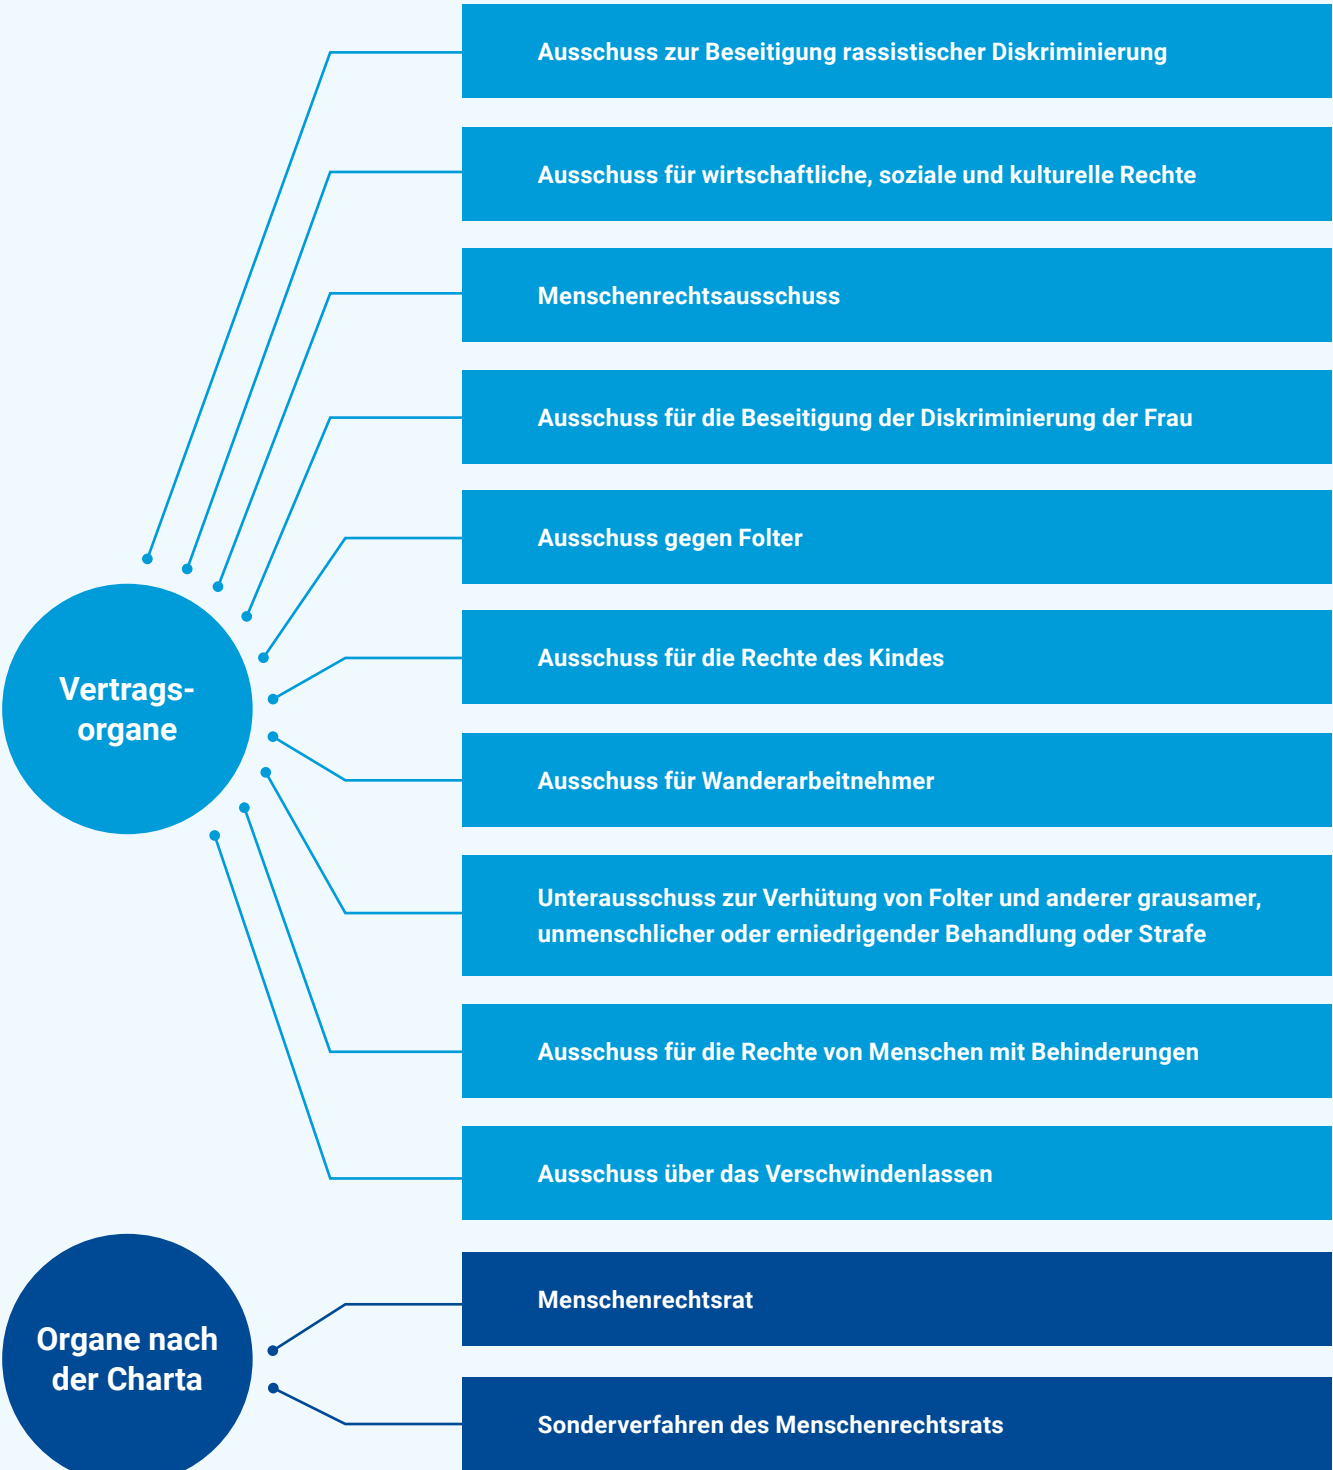 Ausschuss zur Beseitigung rassistischer Diskriminierung
Ausschuss für wirtschaftliche, soziale und kulturelle Rechte
Menschenrechtsausschuss
Ausschuss für die Beseitigung der Diskriminierung der Frau
Ausschuss gegen Folter
Ausschuss für die Rechte des Kindes
Vertrags-
organe
Ausschuss für Wanderarbeitnehmer
Unterausschuss zur Verhütung von Folter und anderer grausamer,
unmenschlicher oder erniedrigender Behandlung oder Strafe
Ausschuss für die Rechte von Menschen mit Behinderungen
Ausschuss über das Verschwindenlassen
Organe nach
der Charta
Menschenrechtsrat
Sonderverfahren des Menschenrechtsrats